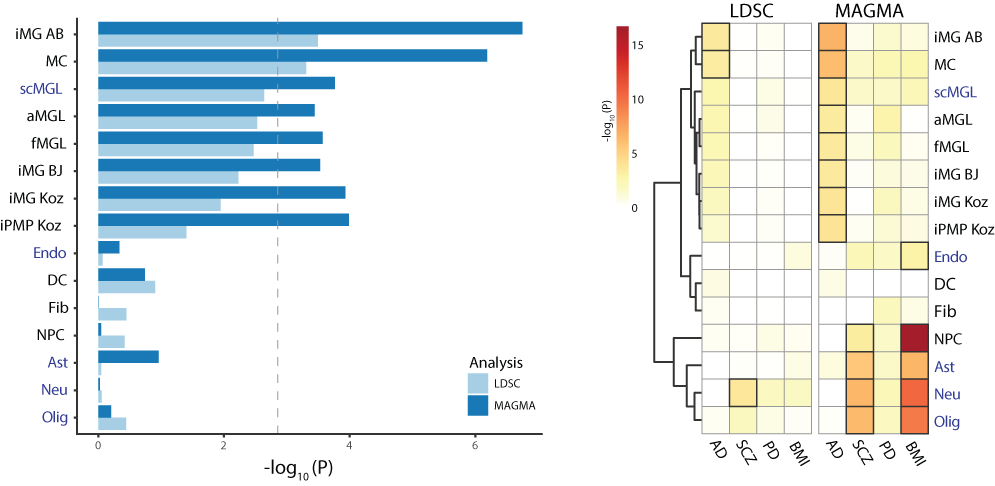 iMG AB
MC
scMGL
aMGL
fMGL
iMG BJ
iMG Koz
iPMP Koz
Endo
DC
Fib
NPC
Ast
Neu
Olig
0 2 4 6
-log10(P)
Analysis
LDSC
MAGMA
15
10
5
0
-log10(P)
LDSC MAGMA
iMG AB
MC
scMGL
aMGL
fMGL
iMG BJ
iMG Koz
iPMP Koz
Endo
DC
Fib
NPC
Ast
Neu
Olig
AD SCZ PD BMI AD SCZ PD BMI